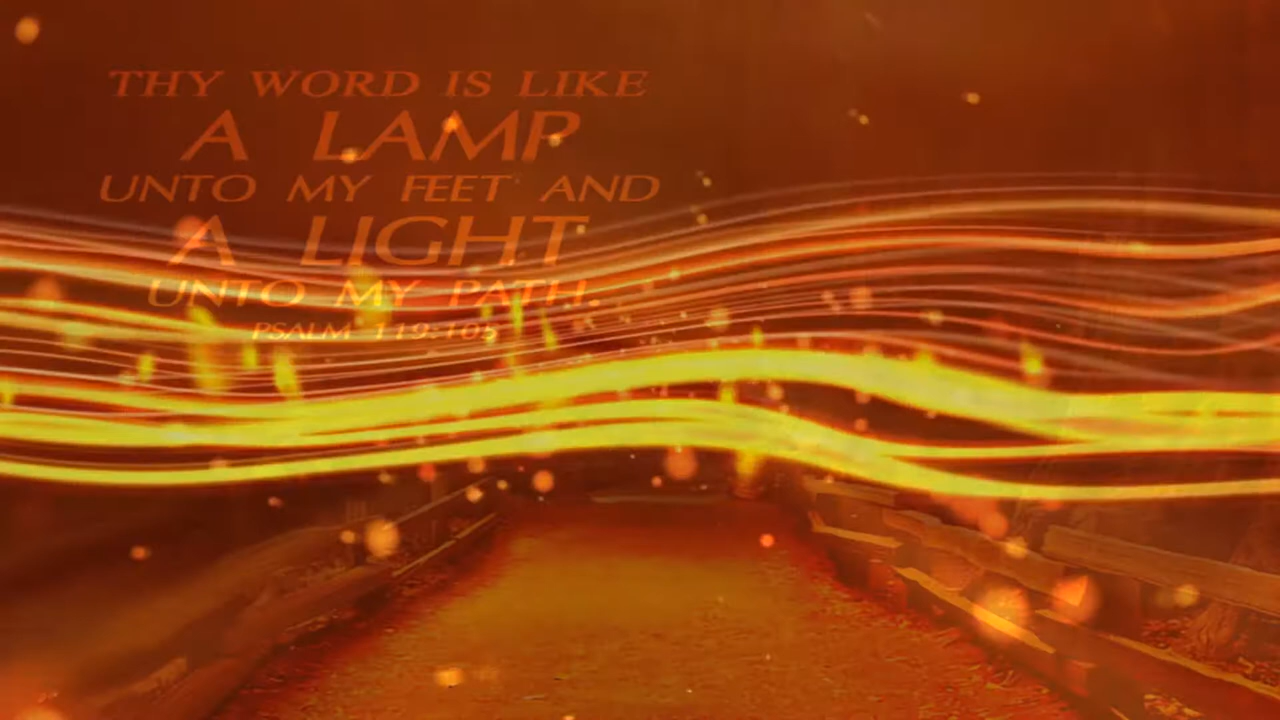 THY WORD IS LIKE
A LAMP
UNTO MY FEET AND
A LIGHT
UNTO MY PATH.
PSALM 119:105